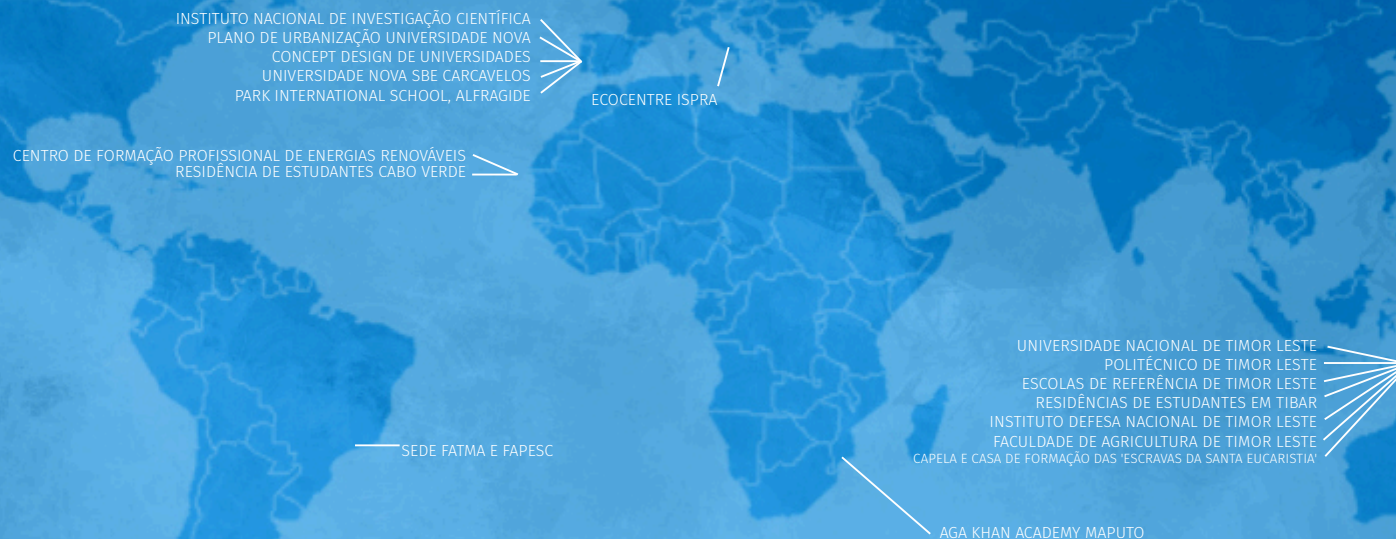 INSTITUTO NACIONAL DE INVESTIGAÇÃO CIENTÍFICA
PLANO DE URBANIZAÇÃO UNIVERSIDADE NOVA
CONCEPT DESIGN DE UNIVERSIDADES
UNIVERSIDADE NOVA SBE CARCAVELOS
PARK INTERNATIONAL SCHOOL, ALFRAGIDE
ECOCENTRE ISPRA
CENTRO DE FORMAÇÃO PROFISSIONAL DE ENERGIAS RENOVÁVEIS
RESIDÊNCIA DE ESTUDANTES CABO VERDE
UNIVERSIDADE NACIONAL DE TIMOR LESTE
POLITÉCNICO DE TIMOR LESTE
ESCOLAS DE REFERÊNCIA DE TIMOR LESTE
RESIDÊNCIAS DE ESTUDANTES EM TIBAR
INSTITUTO DEFESA NACIONAL DE TIMOR LESTE
FACULDADE DE AGRICULTURA DE TIMOR LESTE
CAPELA E CASA DE FORMAÇÃO DAS 'ESCRAVAS DA SANTA EUCARISTIA'
SEDE FATMA E FAPESC
AGA KHAN ACADEMY MAPUTO